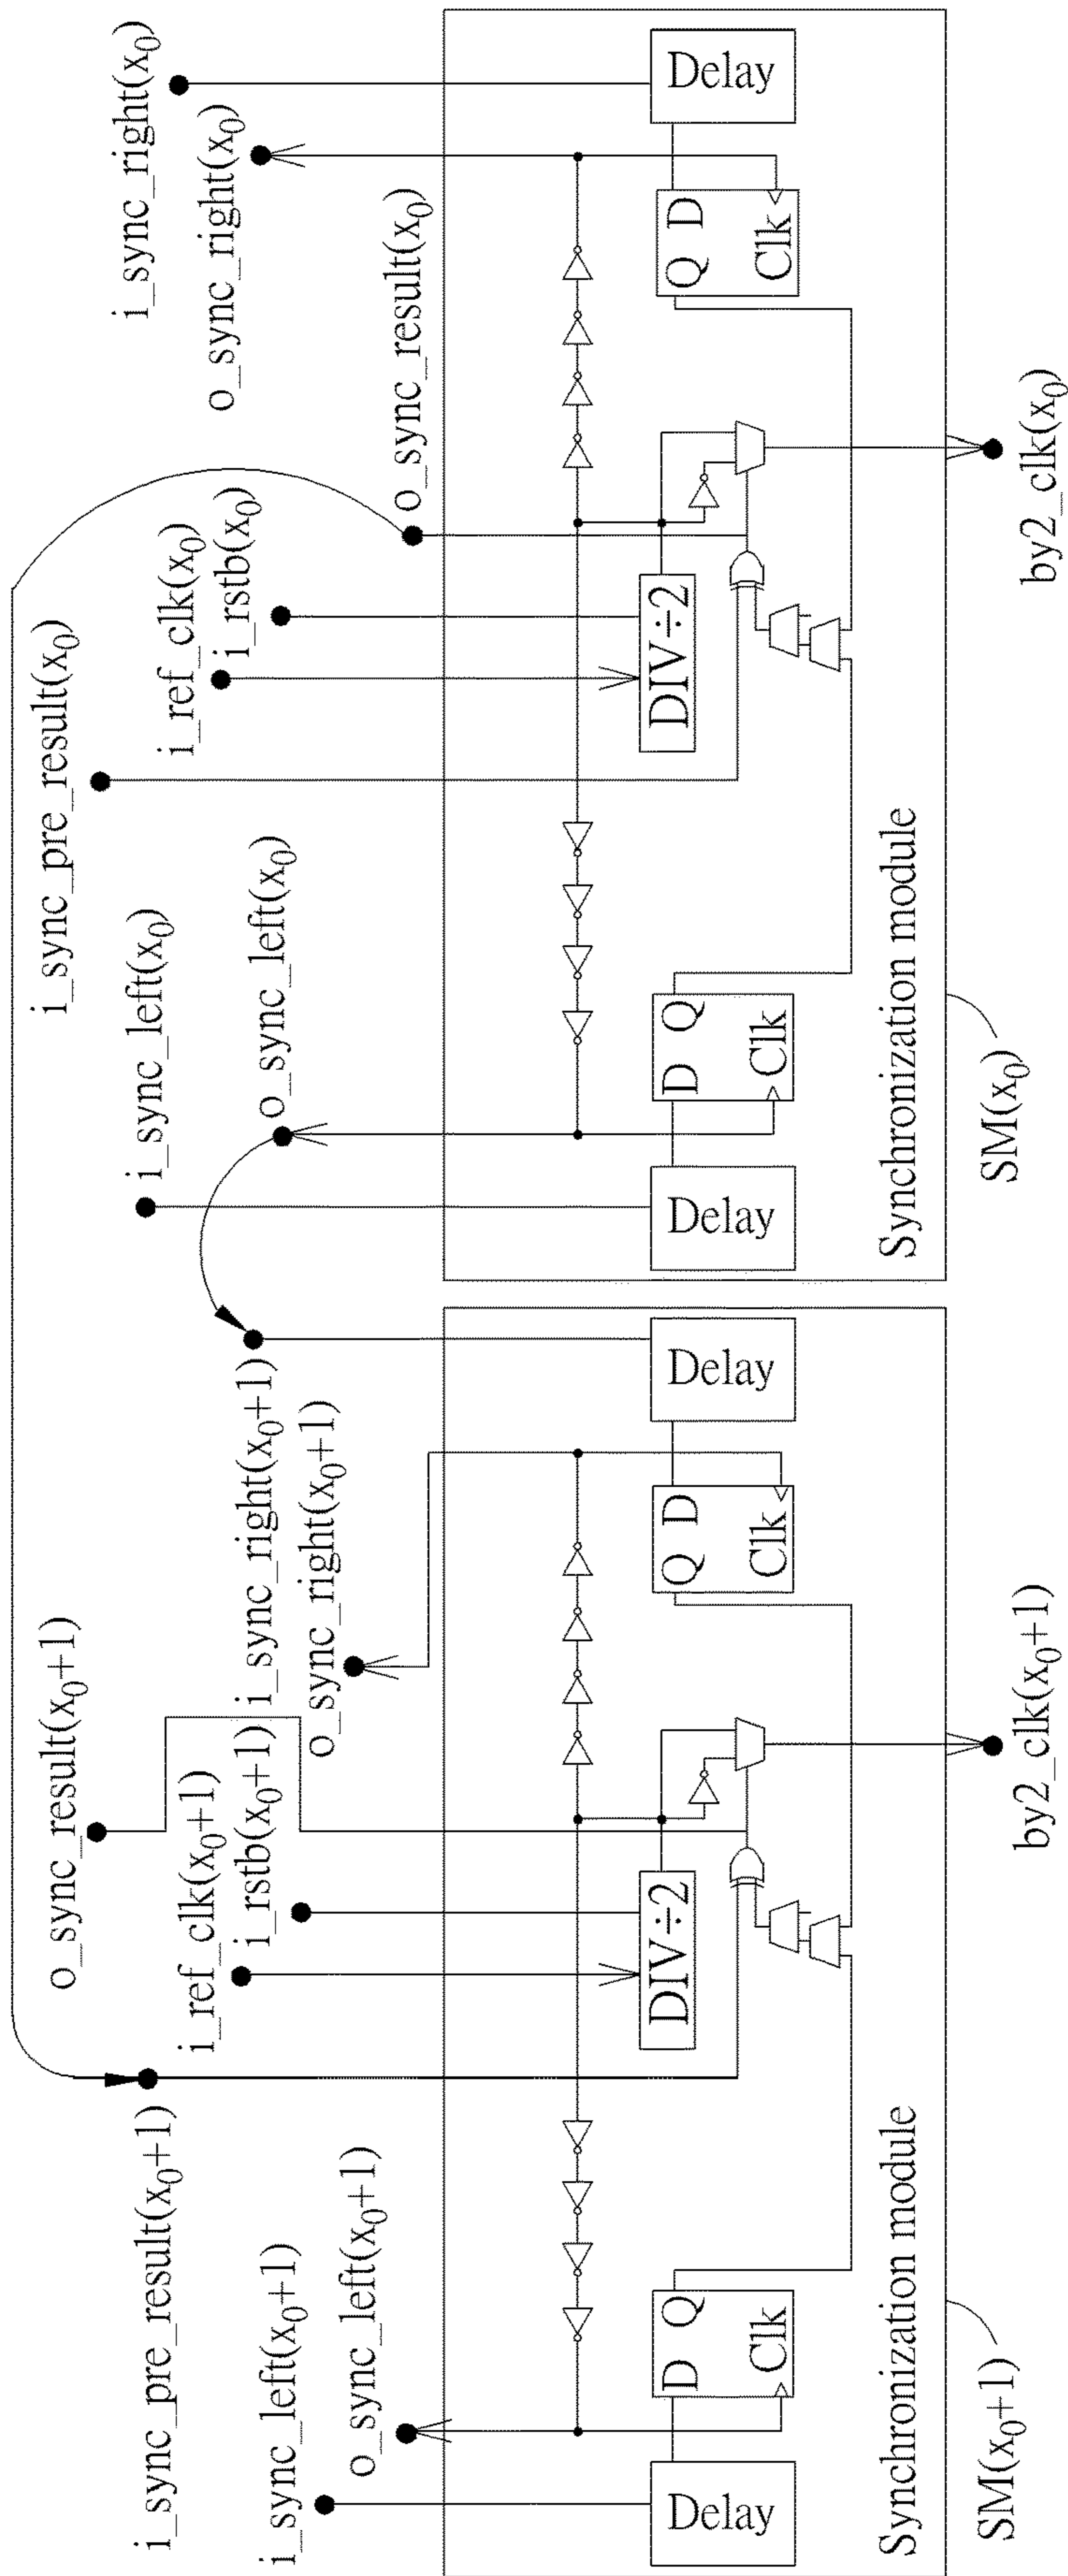 i_sync_pre_result(x0+1)
i_sync_left(x0+1)
o_sync_left(x0+1)
o_sync_result(x0+1)
i_ref_clk(x0+1)
i_rstb(x0+1)
i_sync_right(x0+1)
o_sync_right(x0+1)
Delay
D Q
Clk
DIV÷2
Q D
Clk
Delay
Synchronization module
SM(x0+1)
by2_clk(x0+1)
i_sync_left(x0)
o_sync_left(x0)
i_sync_pre_result(x0)
i_ref_clk(x0)
i_rstb(x0)
o_sync_result(x0)
i_sync_right(x0)
o_sync_right(x0)
Delay
D Q
Clk
DIV÷2
Q D
Clk
Delay
Synchronization module
SM(x0)
by2_clk(x0)